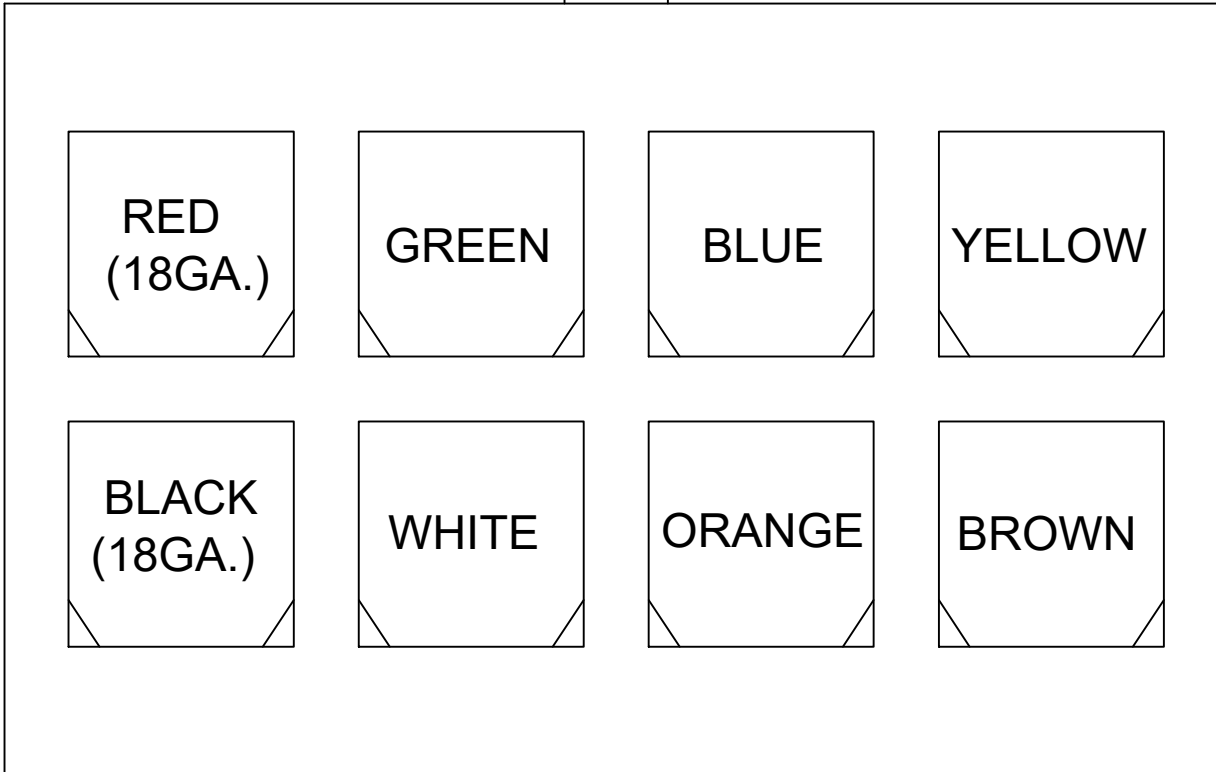 RED
(18GA.)
GREEN
BLUE
YELLOW
BLACK
(18GA.)
WHITE
ORANGE
BROWN